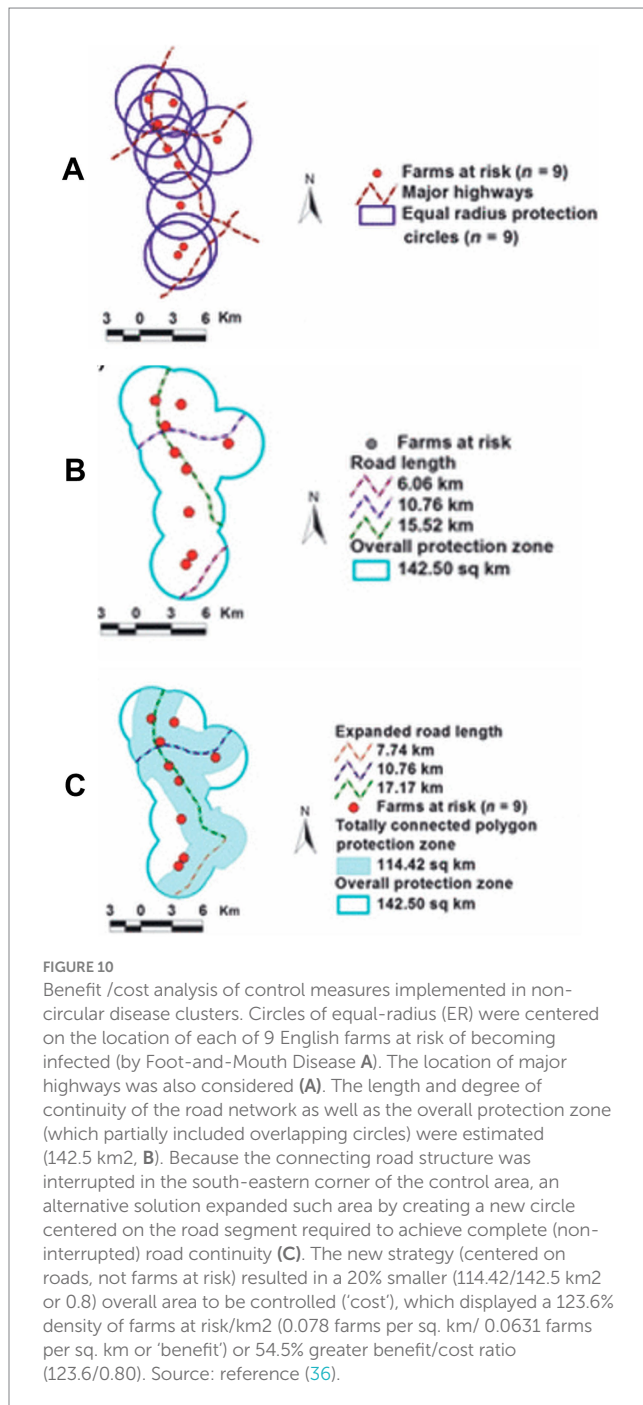 A
N
Farms at risk (n = 9)
Major highways
Equal radius protection
circles (n = 9)
3 0 3 6 Km
B
N
Farms at risk
Road length
6.06 km
10.76 km
15.52 km
Overall protection zone
142.50 sq km
3 0 3 6 Km
C
N
Expanded road length
7.74 km
10.76 km
17.17 km
Farms at risk (n = 9)
Totally connected polygon
protection zone
114.42 sq km
Overall protection zone
142.50 sq km
3 0 3 6 Km
FIGURE 10
Benefit /cost analysis of control measures implemented in non-
circular disease clusters. Circles of equal-radius (ER) were centered
on the location of each of 9 English farms at risk of becoming
infected (by Foot-and-Mouth Disease A). The location of major
highways was also considered (A). The length and degree of
continuity of the road network as well as the overall protection zone
(which partially included overlapping circles) were estimated
(142.5 km2, B). Because the connecting road structure was
interrupted in the south-eastern corner of the control area, an
alternative solution expanded such area by creating a new circle
centered on the road segment required to achieve complete (non-
interrupted) road continuity (C). The new strategy (centered on
roads, not farms at risk) resulted in a 20% smaller (114.42/142.5 km2
or 0.8) overall area to be controlled (‘cost’), which displayed a 123.6%
density of farms at risk/km2 (0.078 farms per sq. km/ 0.0631 farms
per sq. km or ‘benefit’) or 54.5% greater benefit/cost ratio
(123.6/0.80). Source: reference (36).